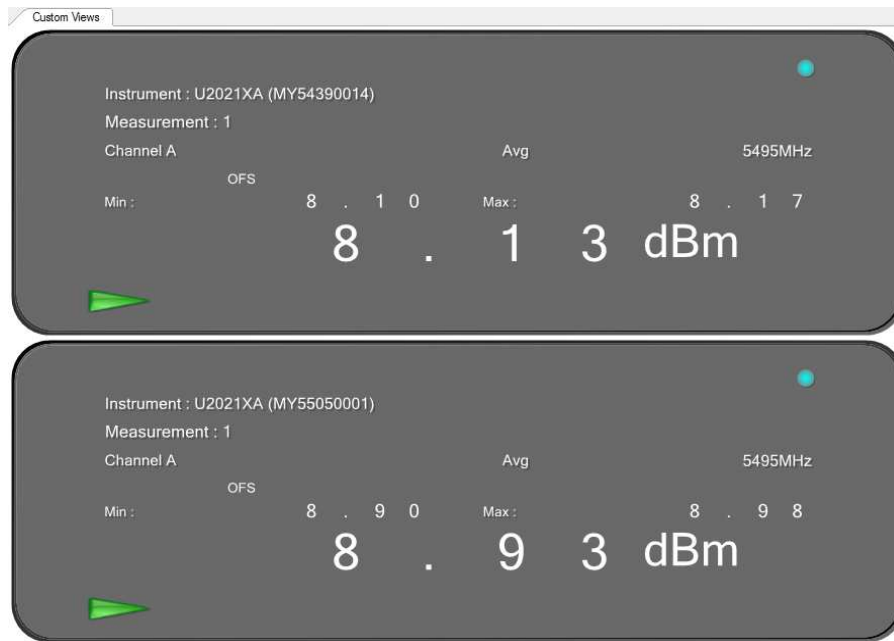 Custom Views
Instrument : U2021XA (MY54390014)
Measurement : 1
Channel A Avg 5495MHz
OFS
Min : 8 . 1 0 Max : 8 . 1 7
8 . 1 3 dBm
Instrument : U2021XA (MY55050001)
Measurement : 1
Channel A Avg 5495MHz
OFS
Min : 8 . 9 0 Max : 8 . 9 8
8 . 9 3 dBm